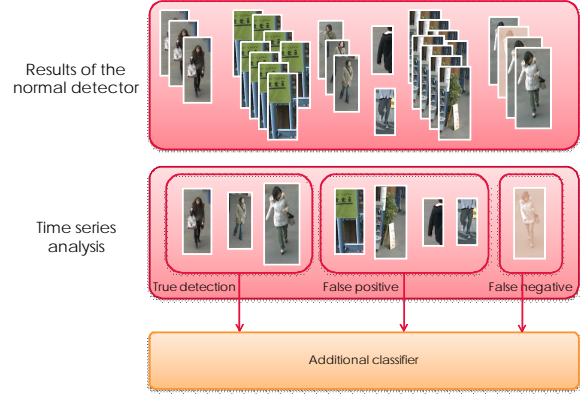 Results of the
normal detector
Time series
analysis
True detection
False positive
False negative
Additional classifier